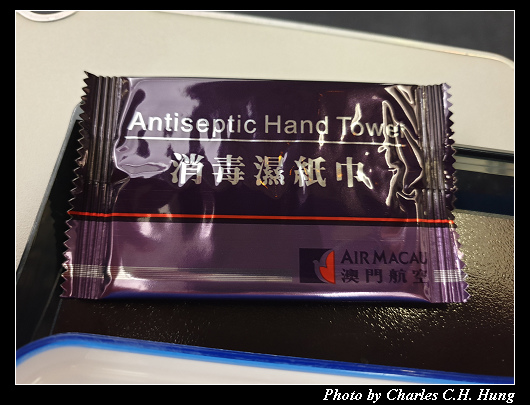 Antiseptic Hand Towel
消毒濕紙巾
AIR MACAU
澳門航空
Photo by Charles C.H. Hung